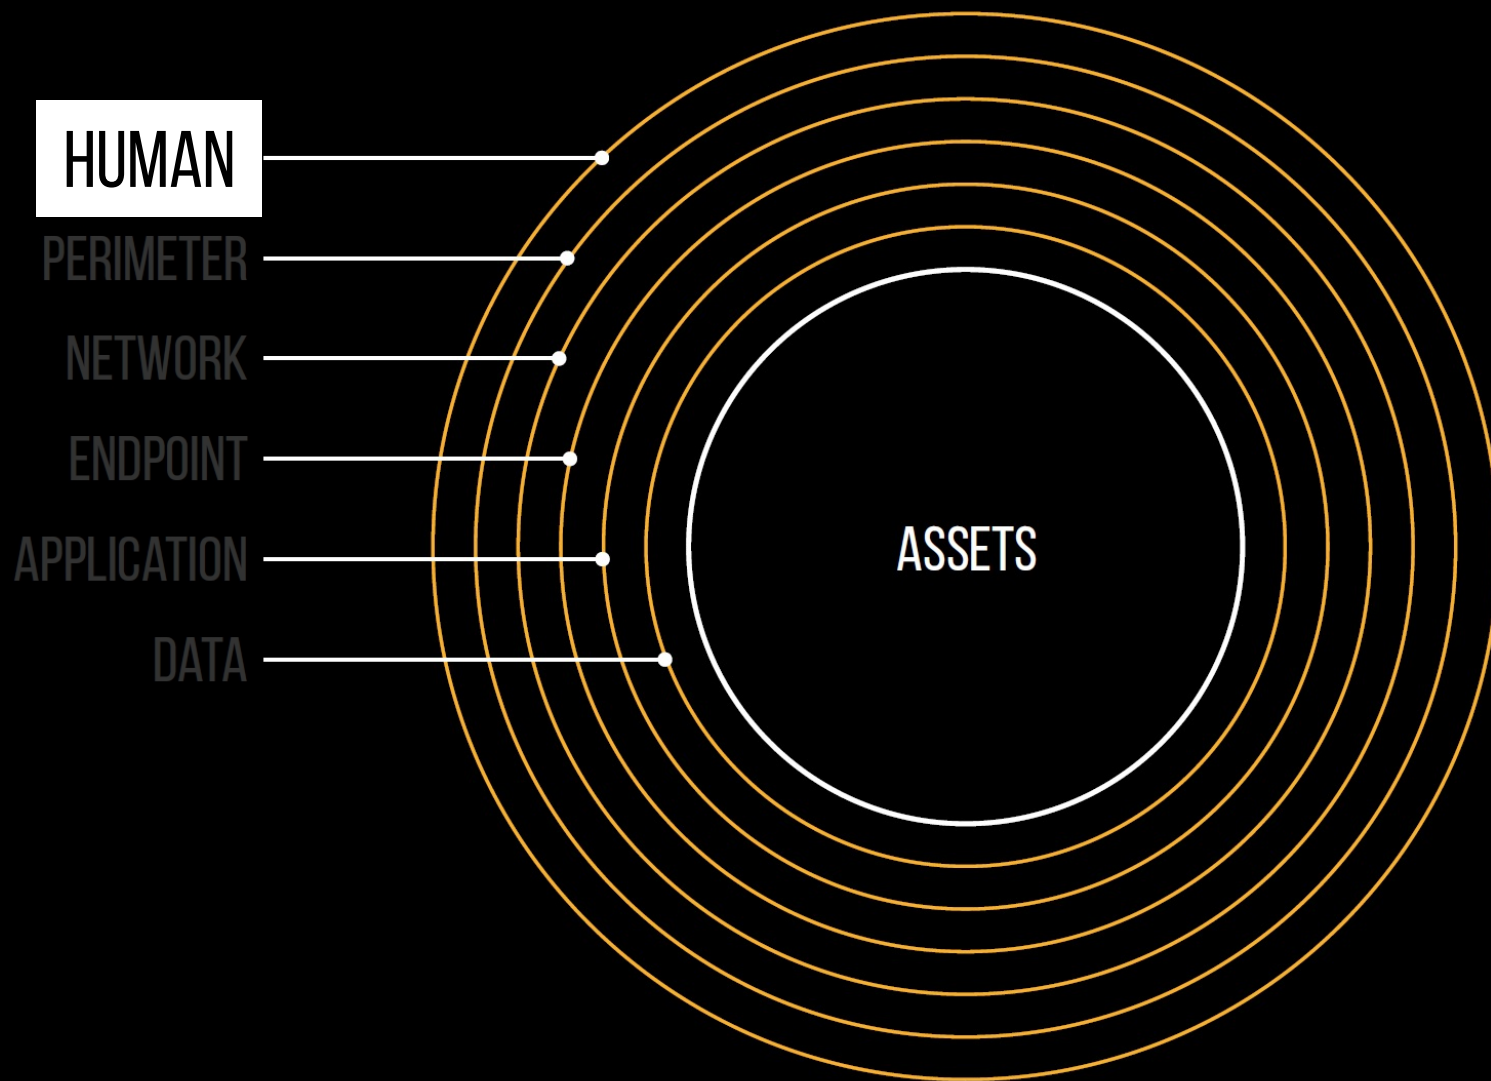 HUMAN
PERIMETER
NETWORK
ENDPOINT
APPLICATION
DATA
ASSETS